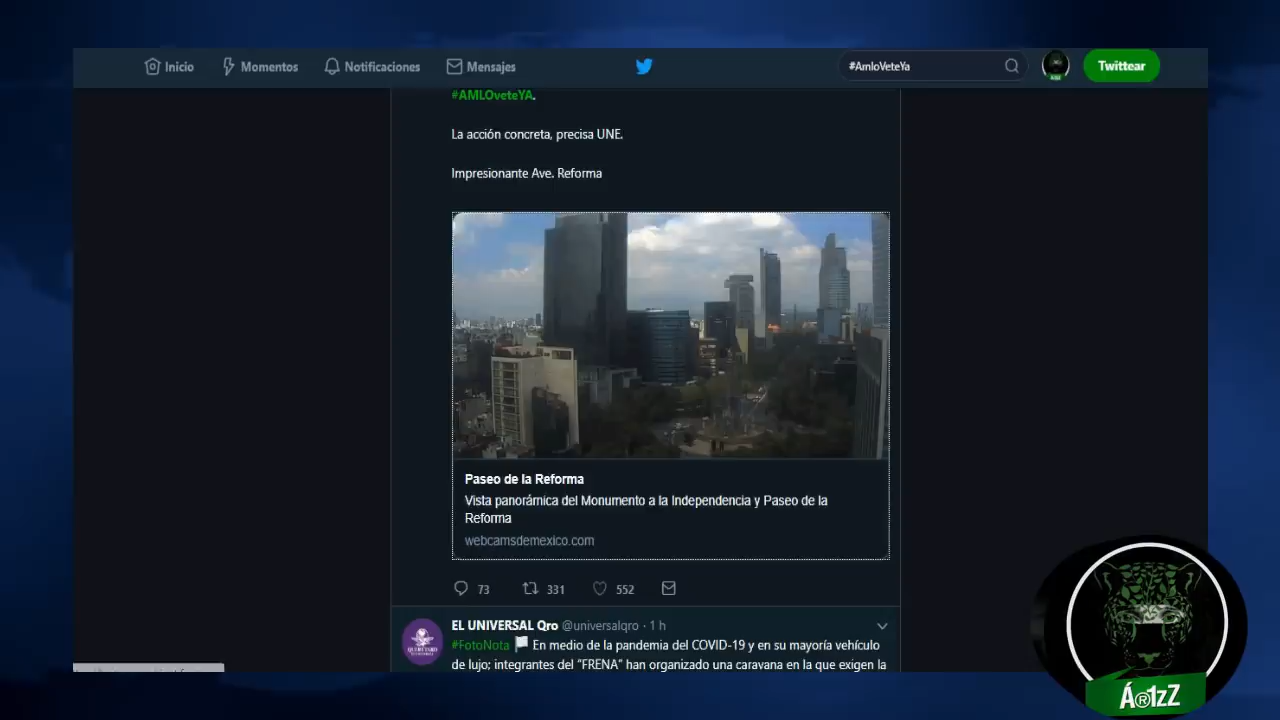 Inicio Momentos Notificaciones Mensajes #AmloVeteYa Twittear
#AMLOveteYA.
La acción concreta, precisa UNE.
Impresionante Ave. Reforma
Paseo de la Reforma
Vista panorámica del Monumento a la Independencia y Paseo de la
Reforma
webcamsdemexico.com
73 331 552
EL UNIVERSAL Qro @universalqro · 1 h
#FotoNota En medio de la pandemia del COVID-19 y en su mayoría vehículo
de lujo; integrantes del “FRENA” han organizado una caravana en la que exigen la
Á®1zZ